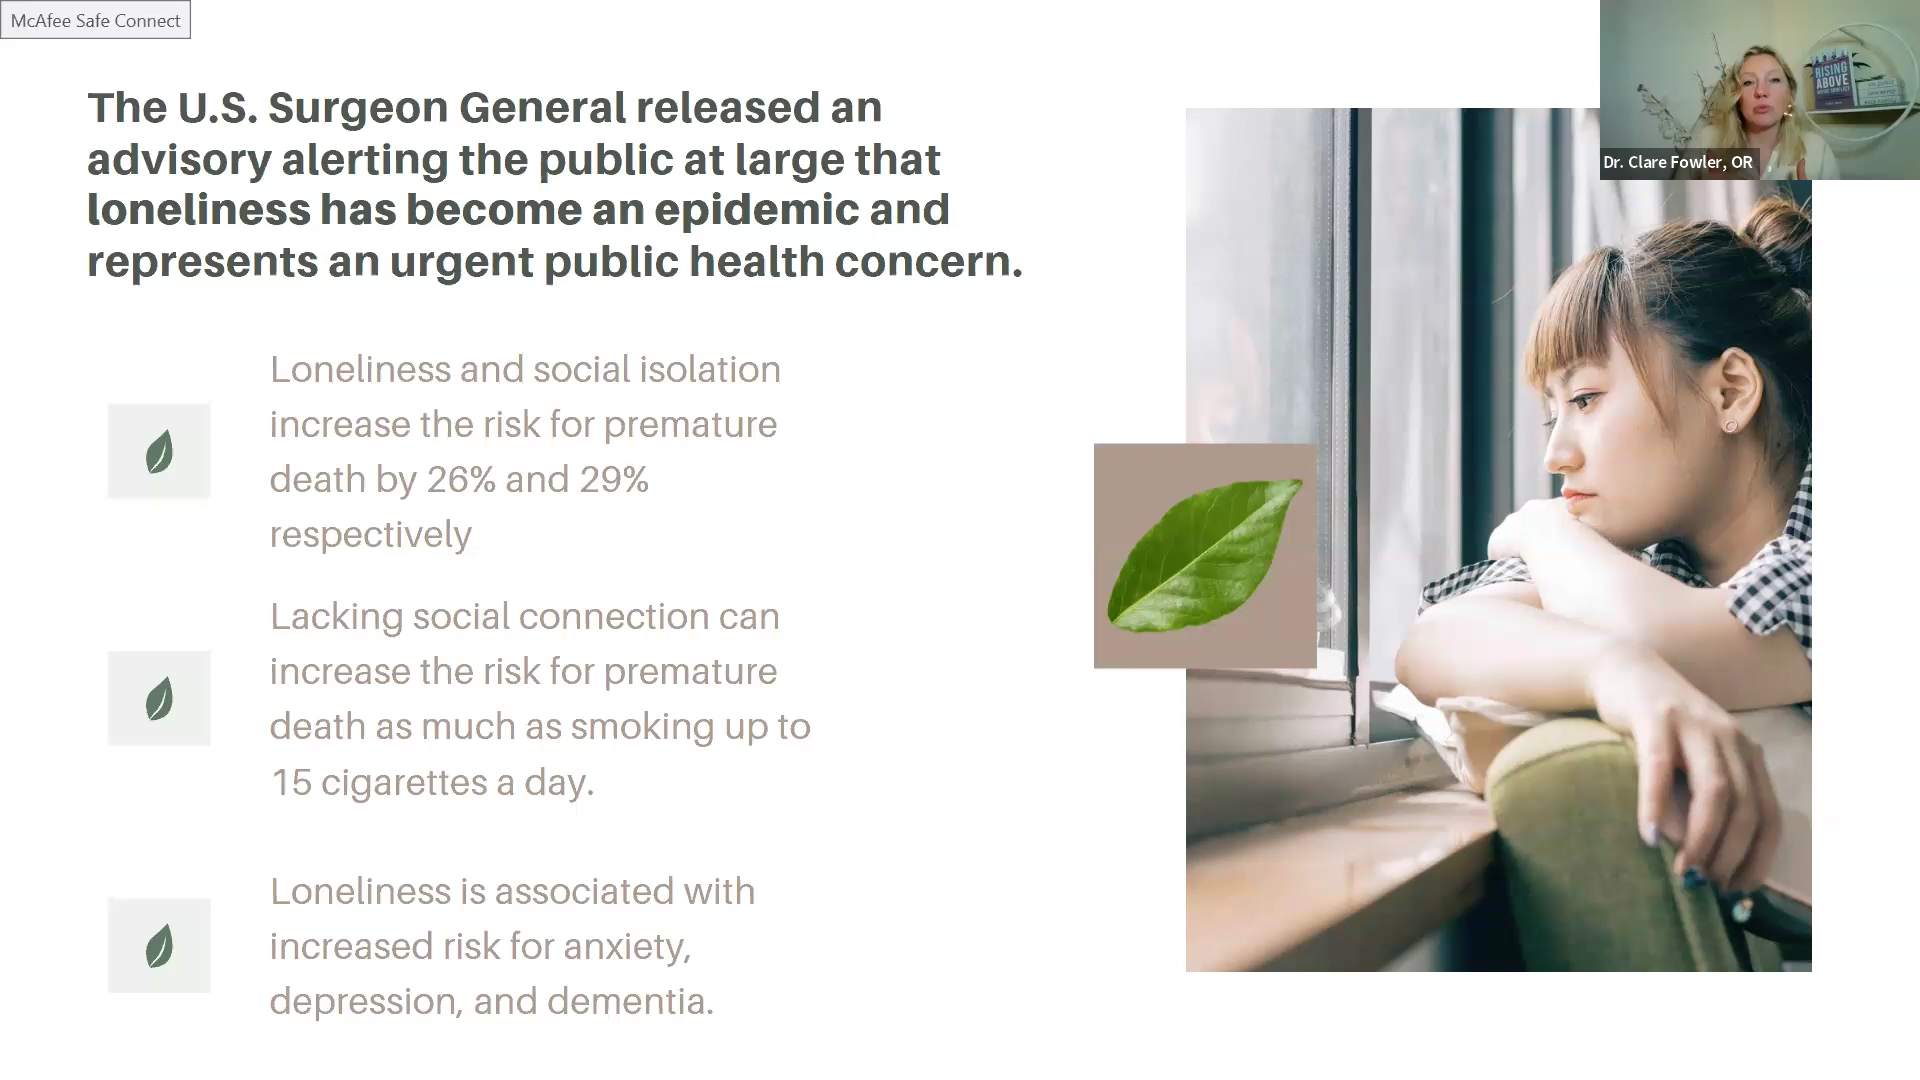 McAfee Safe Connect
The U.S. Surgeon General released an
advisory alerting the public at large that
loneliness has become an epidemic and
represents an urgent public health concern.
Loneliness and social isolation
increase the risk for premature
death by 26% and 29%
respectively
Lacking social connection can
increase the risk for premature
death as much as smoking up to
15 cigarettes a day.
Loneliness is associated with
increased risk for anxiety,
depression, and dementia.
RISING
ABOVE
Dr. Clare Fowler, OR